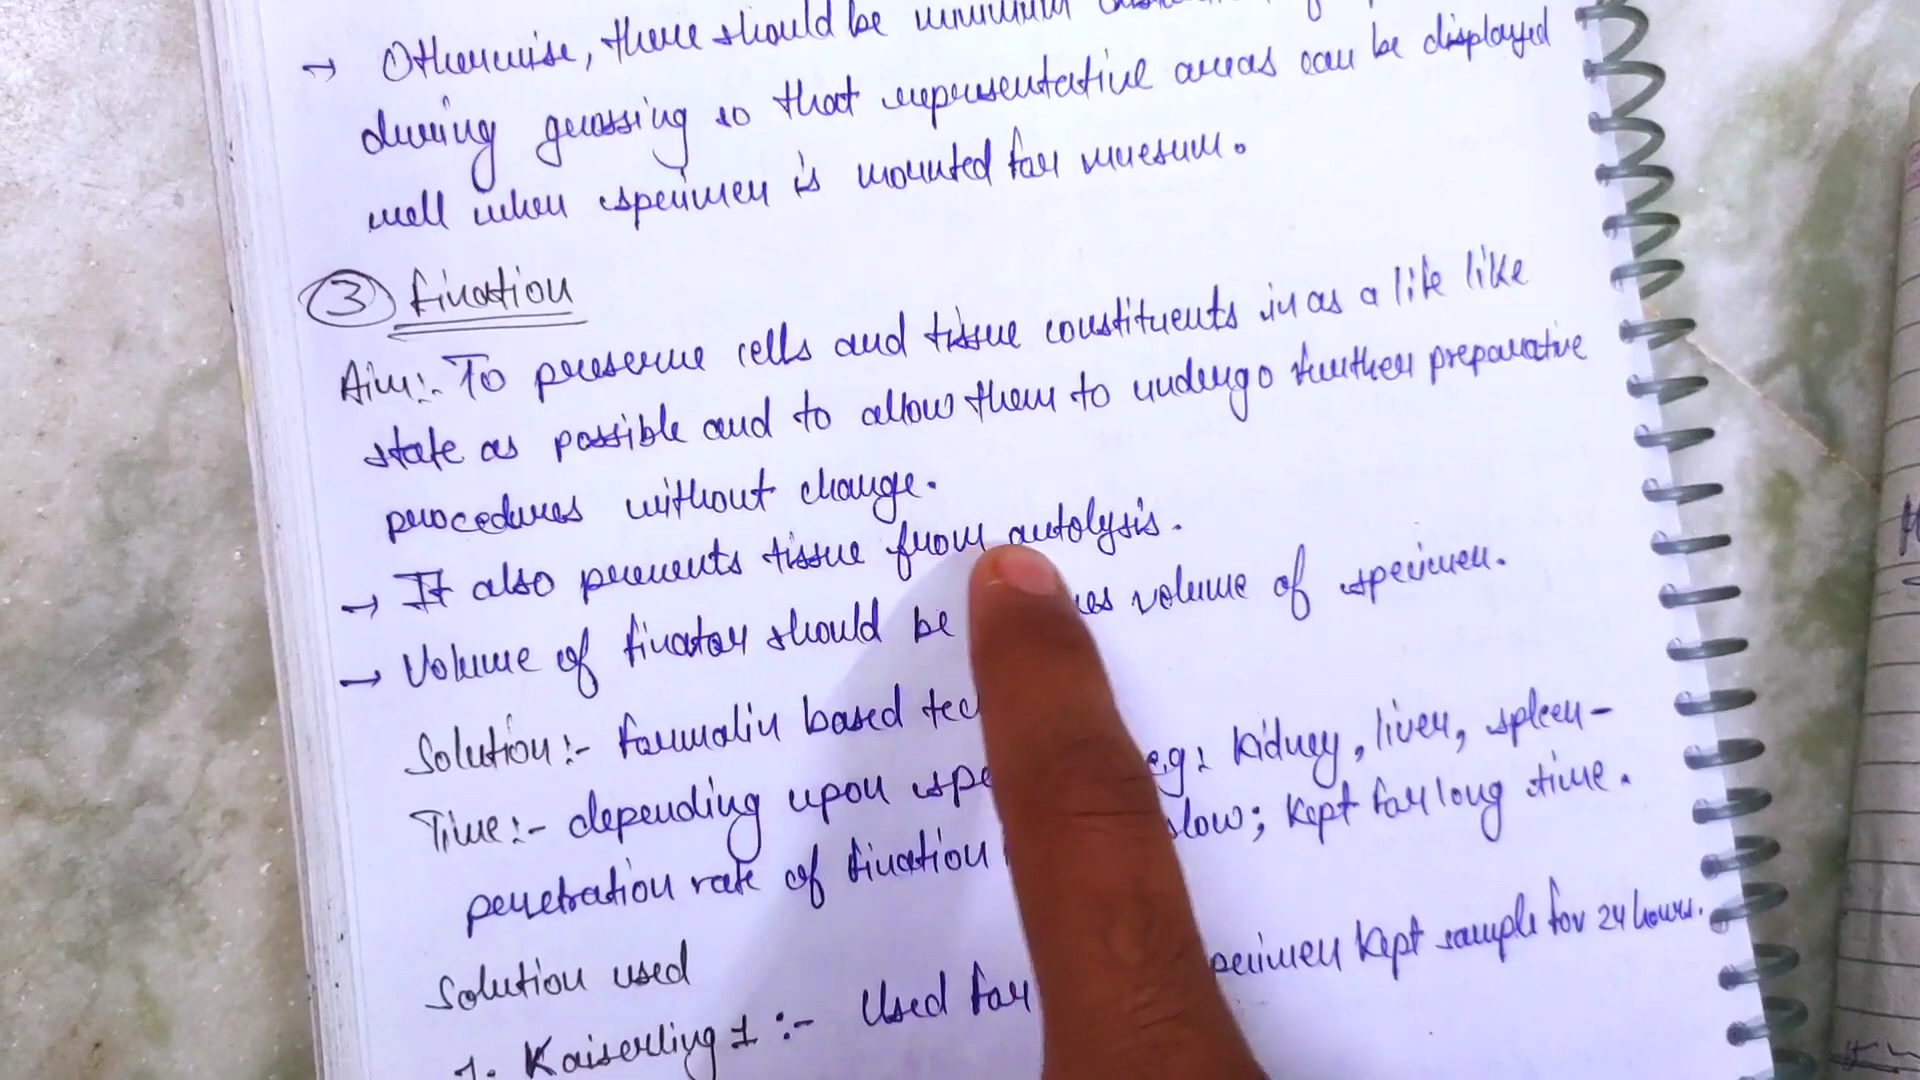 → Otherwise, there should be minimum
during grossing so that representative areas can be displayed
well when specimen is mounted for muesum.
③ fixation
Aim:- To preserve cells and tissue constituents in as a life like
state as possible and to allow them to undergo further preparative
procedures without change.
→ It also prevents tissue from autolysis.
→ Volume of fixator should be volume of specimen.
Solution :- formalin based
Time :- depending upon e.g: kidney, liver, spleen-
penetration rate of fixation slow; kept for long time.
Solution used
1. Kaiserling 1 :- Used for kept sample for 24 hours.